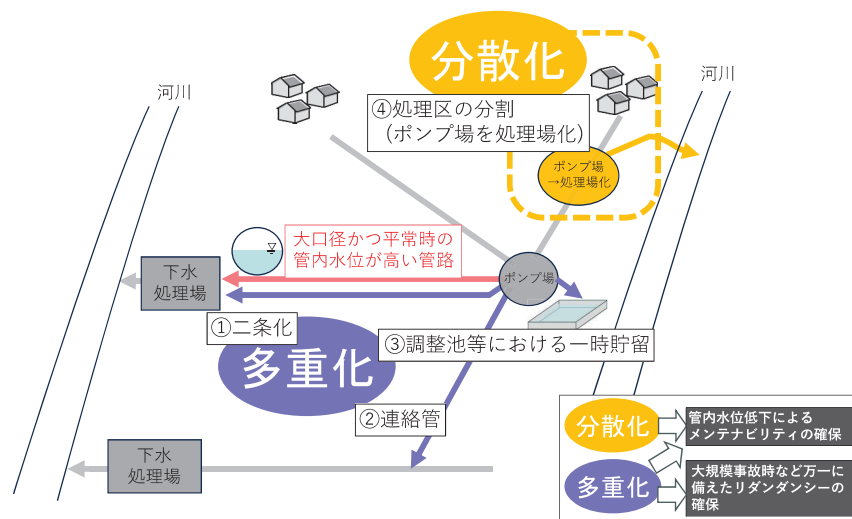 分散化
河川
河川
④処理区の分割
（ポンプ場を処理場化）
ポンプ場
→処理場化
大口径かつ平常時の
管内水位が高い管路
下水
処理場
ポンプ場
①二条化
多重化
③調整池等における一時貯留
②連絡管
下水
処理場
分散化
管内水位低下による
メンテナビリティの確保
多重化
大規模事故時など万一に
備えたリダンダンシーの
確保